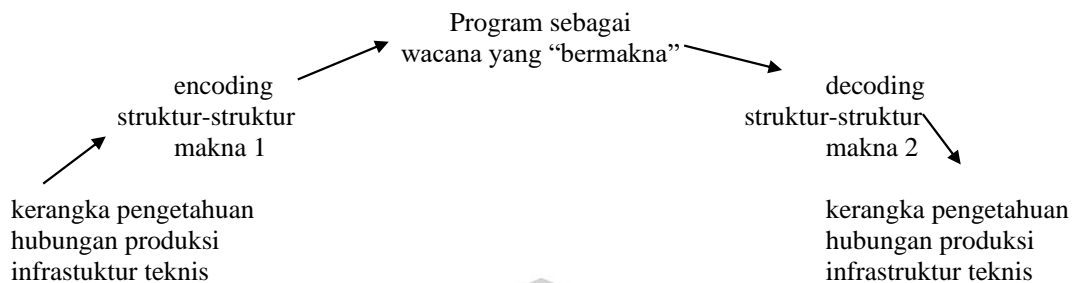 Program sebagai
wacana yang “bermakna”
encoding
struktur-struktur
makna 1
decoding
struktur-struktur
makna 2
kerangka pengetahuan
hubungan produksi
infrastuktur teknis
kerangka pengetahuan
hubungan produksi
infrastruktur teknis